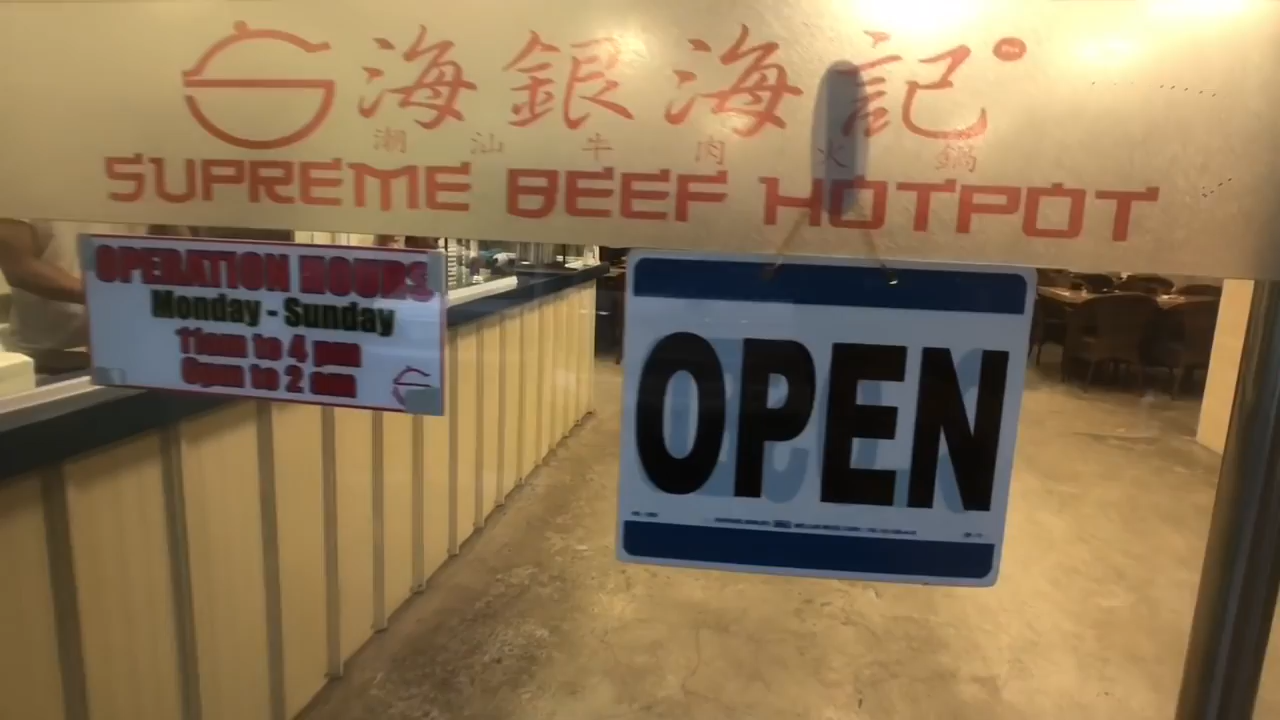 海銀海記
潮汕牛肉火鍋
SUPREME BEEF HOTPOT
OPERATION HOURS
Monday - Sunday
11am to 4 pm
to 2 am
OPEN